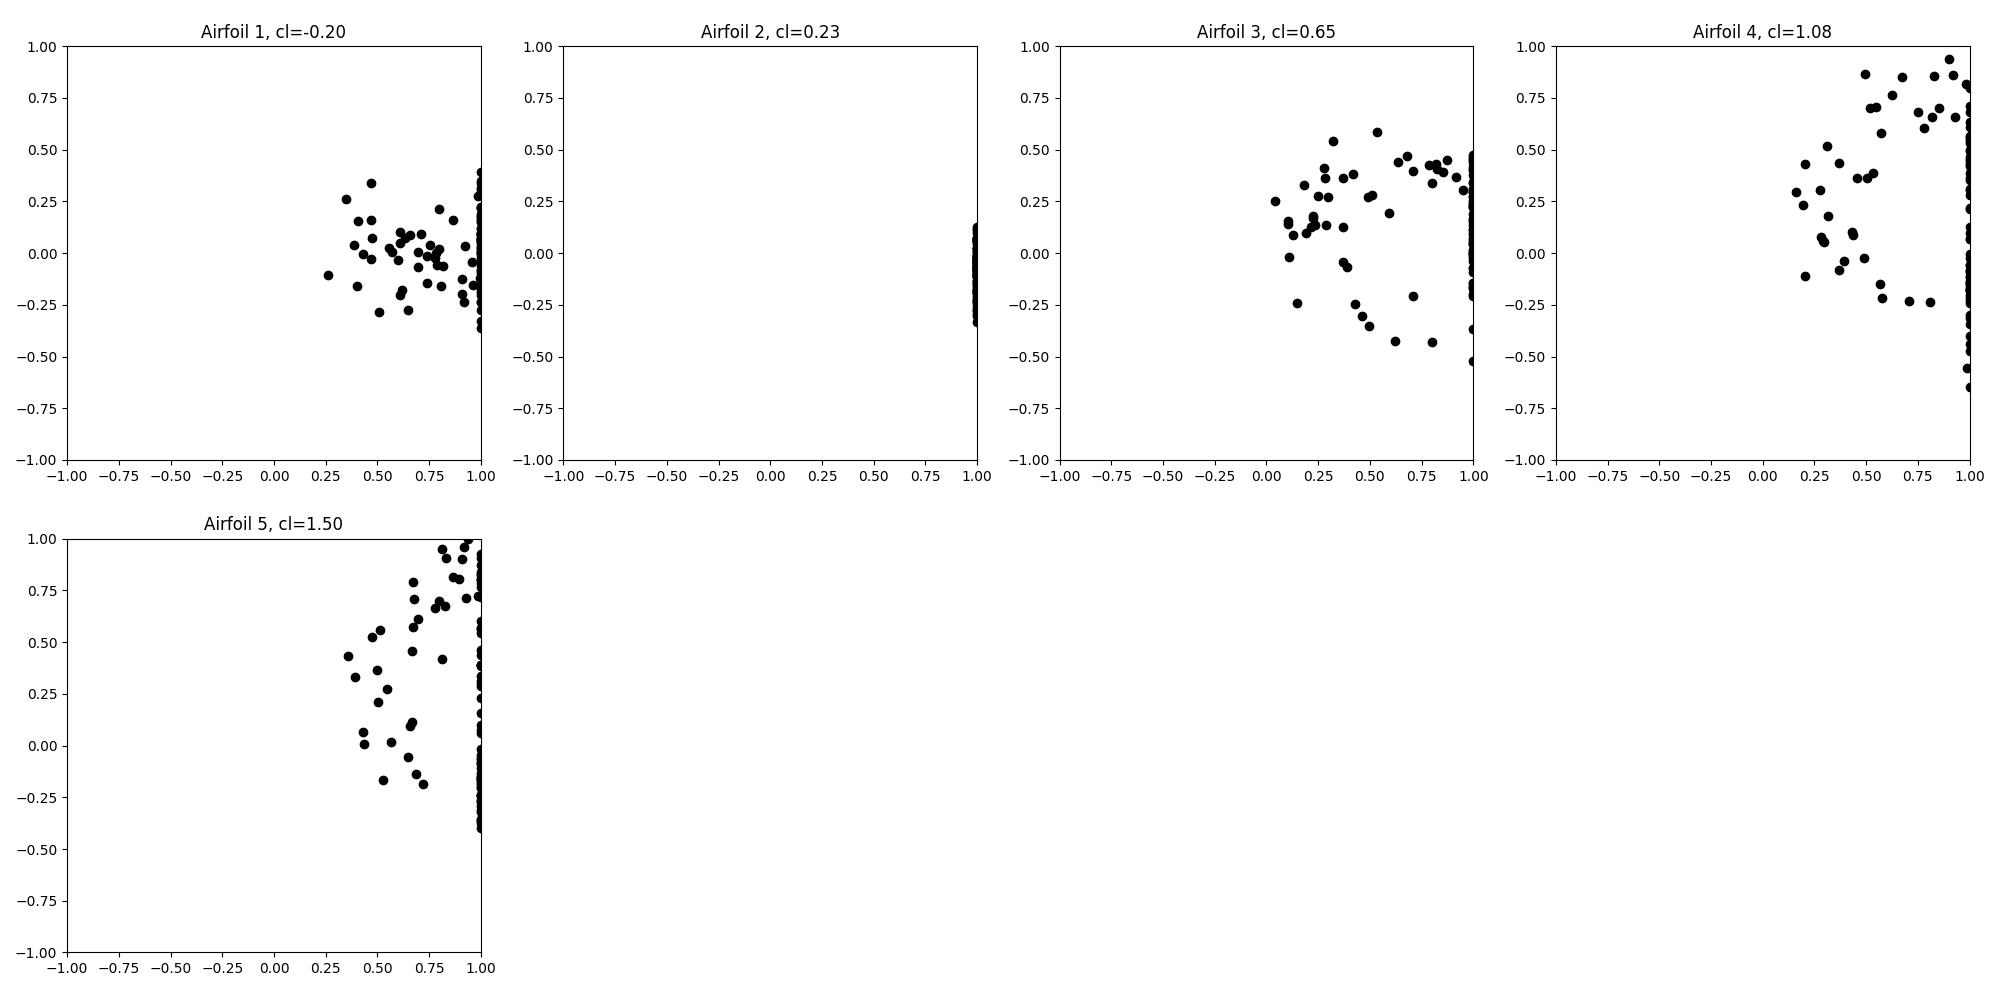 Airfoil 1, cl=-0.20
Airfoil 2, cl=0.23
Airfoil 3, cl=0.65
Airfoil 4, cl=1.08
1.00 1.00 1.00 1.00
0.75 0.75 0.75 0.75
0.50 0.50 0.50 0.50
0.25 0.25 0.25 0.25
0.00 0.00 0.00 0.00
−0.25 −0.25 −0.25 −0.25
−0.50 −0.50 −0.50 −0.50
−0.75 −0.75 −0.75 −0.75
−1.00 −1.00 −1.00 −1.00
−1.00 −0.75 −0.50 −0.25 0.00 0.25 0.50 0.75 1.00
−1.00 −0.75 −0.50 −0.25 0.00 0.25 0.50 0.75 1.00
−1.00 −0.75 −0.50 −0.25 0.00 0.25 0.50 0.75 1.00
−1.00 −0.75 −0.50 −0.25 0.00 0.25 0.50 0.75 1.00
Airfoil 5, cl=1.50
1.00
0.75
0.50
0.25
0.00
−0.25
−0.50
−0.75
−1.00
−1.00 −0.75 −0.50 −0.25 0.00 0.25 0.50 0.75 1.00